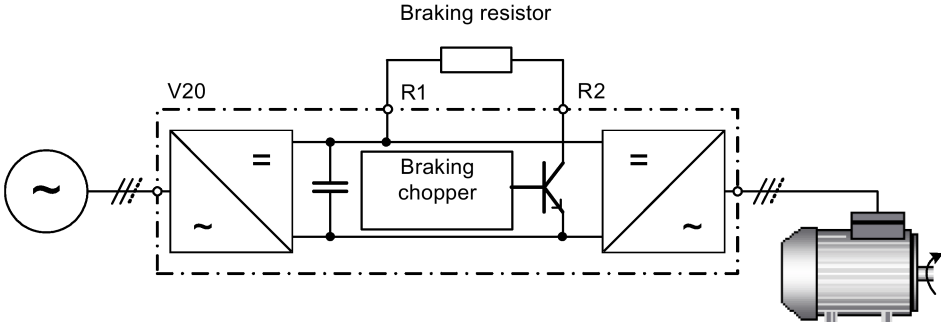 Braking resistor
V20
R1
R2
=
=
Braking
chopper
~
~
~